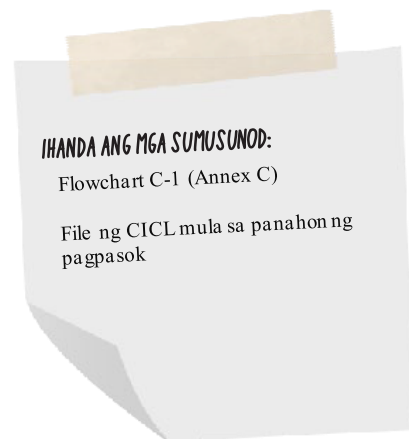 IHANDA ANG MGA SUMUSUNOD:
Flowchart C-1 (Annex C)
File ng CICL mula sa panahon ng
pagpasok